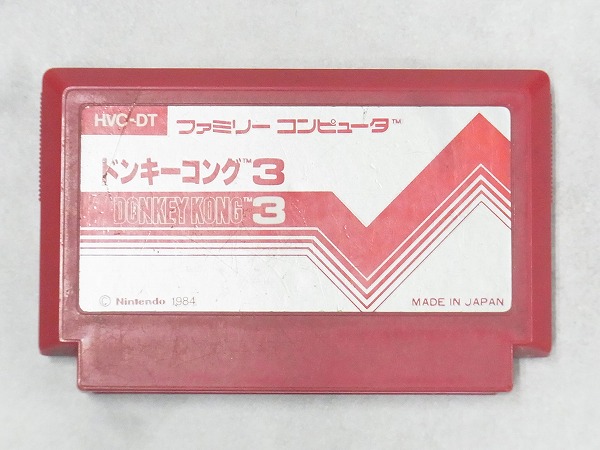 HVC-DT ファミリー コンピュータ™
ドンキーコング™3
DONKEY KONG™3
© Nintendo 1984
MADE IN JAPAN